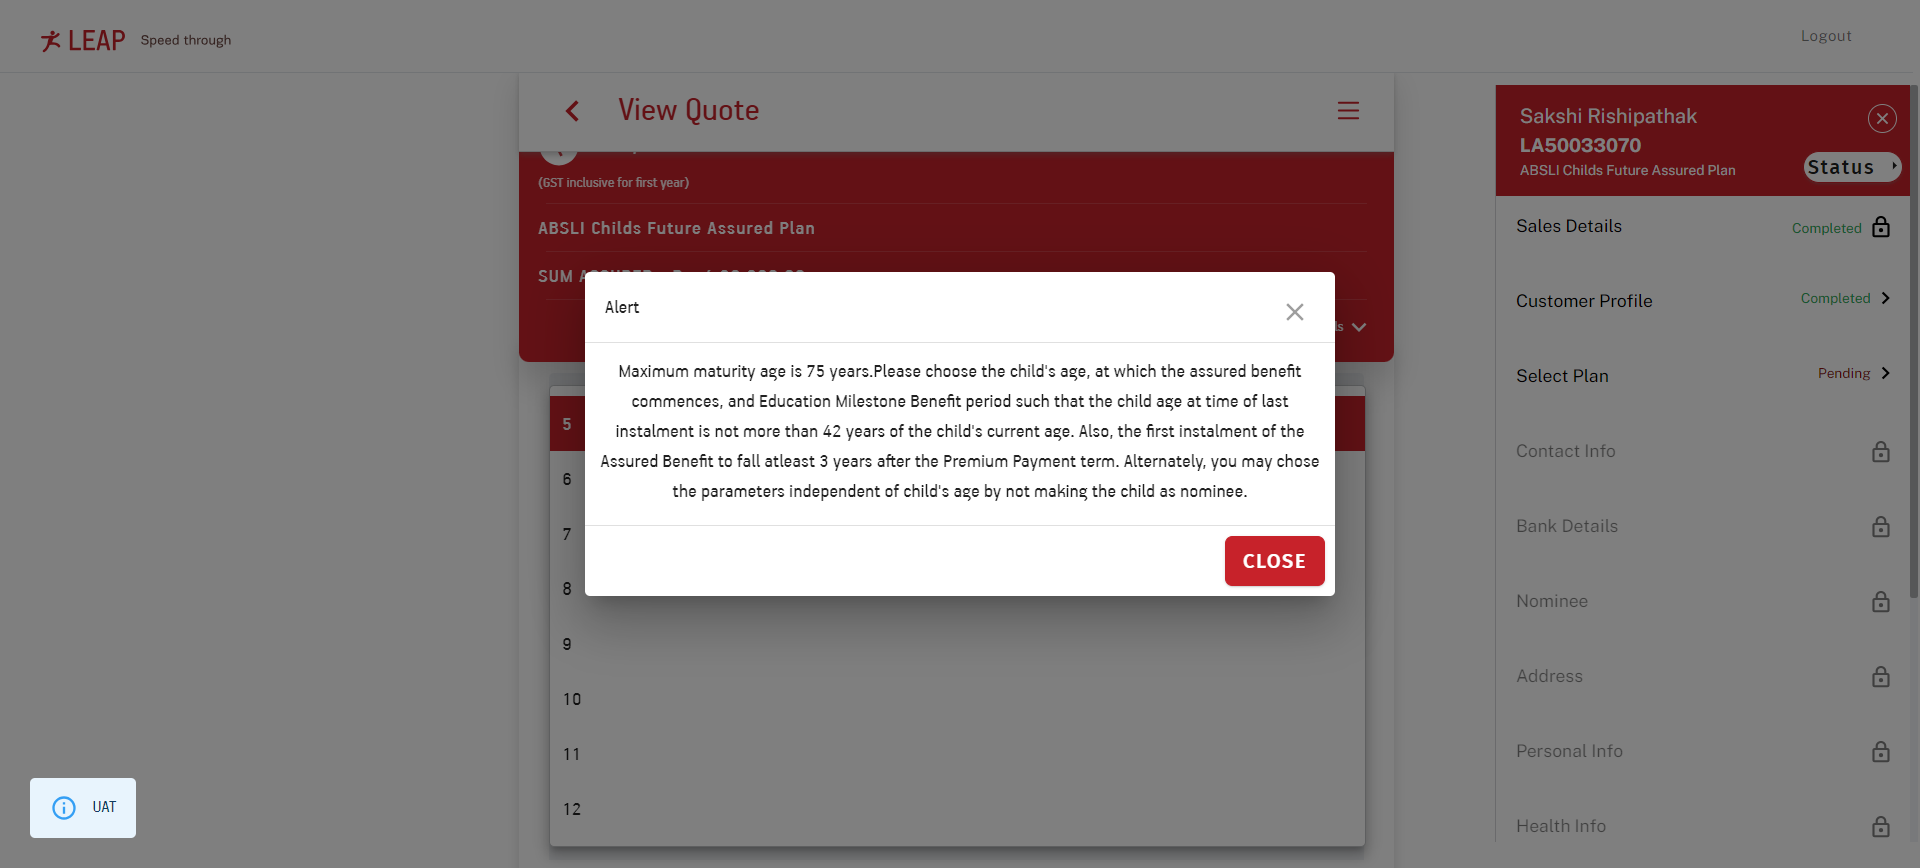 LEAP Speed through
Logout
View Quote
(GST inclusive for first year)
ABSLI Childs Future Assured Plan
SUM
Alert
Maximum maturity age is 75 years.Please choose the child's age, at which the assured benefit
commences, and Education Milestone Benefit period such that the child age at time of last
instalment is not more than 42 years of the child's current age. Also, the first instalment of the
Assured Benefit to fall atleast 3 years after the Premium Payment term. Alternately, you may chose
the parameters independent of child's age by not making the child as nominee.
CLOSE
5
6
7
8
9
10
11
12
Sakshi Rishipathak
LA50033070
ABSLI Childs Future Assured Plan
Status
Sales Details Completed
Customer Profile Completed
Select Plan Pending
Contact Info
Bank Details
Nominee
Address
Personal Info
Health Info
UAT